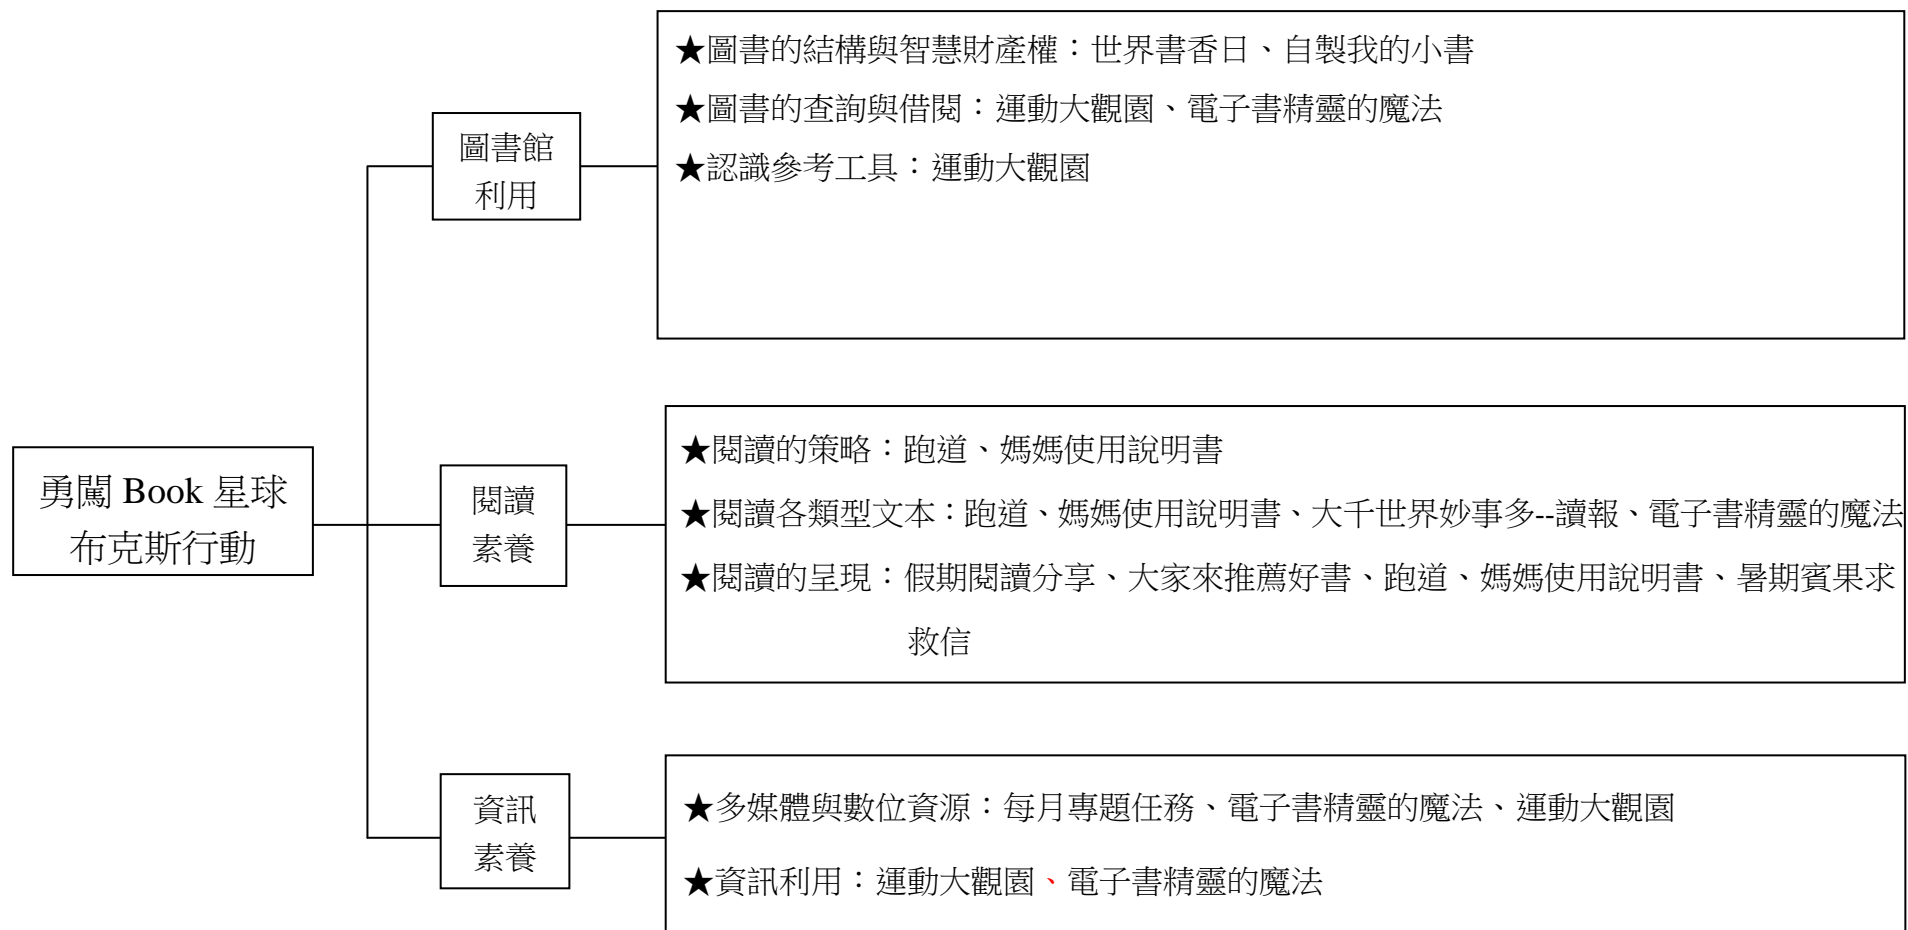 ★圖書的結構與智慧財產權：世界書香日、自製我的小書
★圖書的查詢與借閱：運動大觀園、電子書精靈的魔法
★認識參考工具：運動大觀園
圖書館
利用
勇闖 Book 星球
布克斯行動
閱讀
素養
★閱讀的策略：跑道、媽媽使用說明書
★閱讀各類型文本：跑道、媽媽使用說明書、大千世界妙事多--讀報、電子書精靈的魔法
★閱讀的呈現：假期閱讀分享、大家來推薦好書、跑道、媽媽使用說明書、暑期賓果求
救信
資訊
素養
★多媒體與數位資源：每月專題任務、電子書精靈的魔法、運動大觀園
★資訊利用：運動大觀園、電子書精靈的魔法